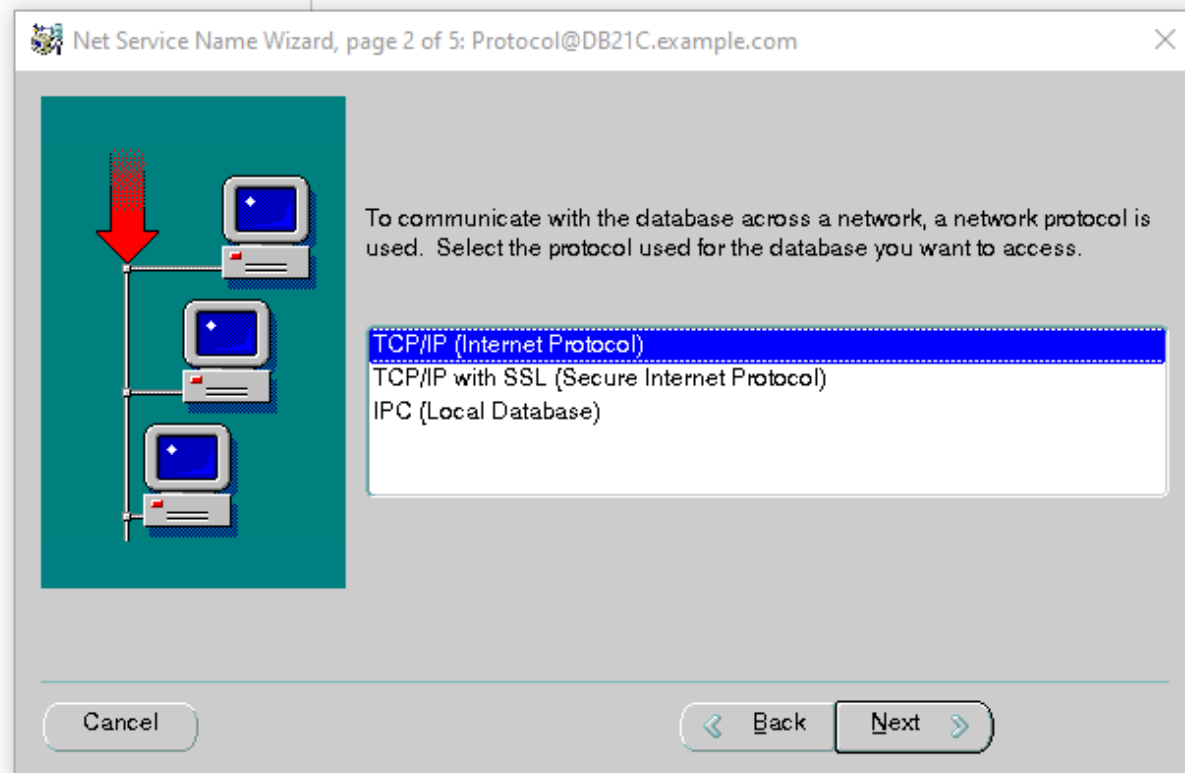 Net Service Name Wizard, page 2 of 5: Protocol@DB21C.example.com
To communicate with the database across a network, a network protocol is
used. Select the protocol used for the database you want to access.
TCP/IP (Internet Protocol)
TCP/IP with SSL (Secure Internet Protocol)
IPC (Local Database)
Cancel
Back
Next